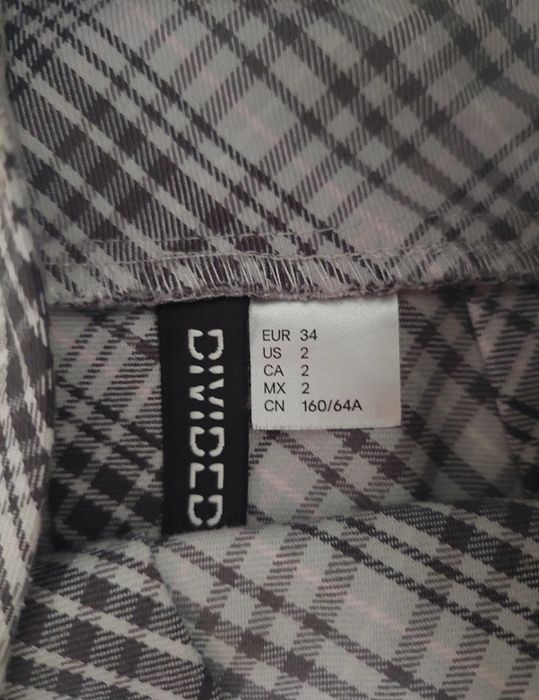 DIVIDED
EUR 34
US 2
CA 2
MX 2
CN 160/64A